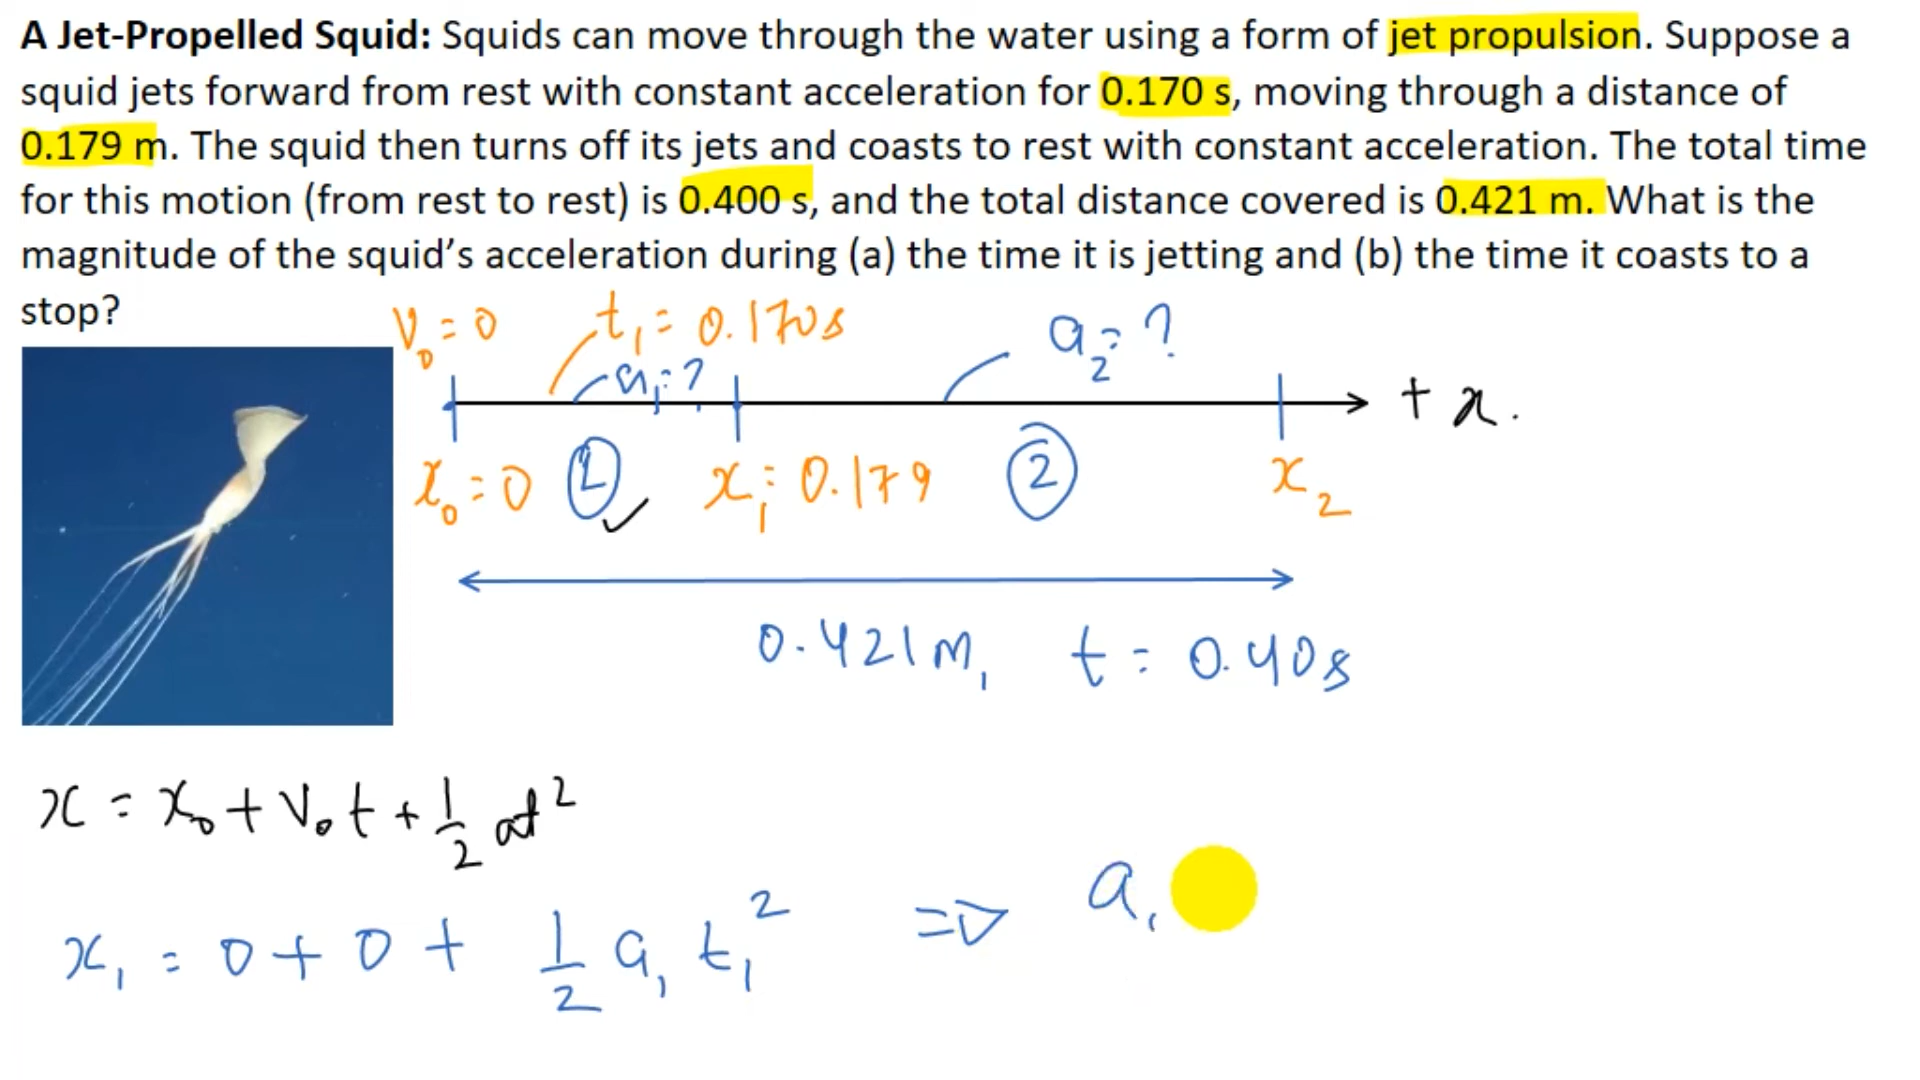 A Jet-Propelled Squid: Squids can move through the water using a form of jet propulsion. Suppose a
squid jets forward from rest with constant acceleration for 0.170 s, moving through a distance of
0.179 m. The squid then turns off its jets and coasts to rest with constant acceleration. The total time
for this motion (from rest to rest) is 0.400 s, and the total distance covered is 0.421 m. What is the
magnitude of the squid’s acceleration during (a) the time it is jetting and (b) the time it coasts to a
stop?
V₀ = 0 t₁ = 0.170s a₂ = ?
a₁ = ?
+ x.
x₀ = 0 1 x₁ = 0.179 2 x₂
0.421m, t = 0.40s
x = x₀ + V₀t + 1/2 at²
x₁ = 0 + 0 + 1/2 a₁ t₁² ⇒ a₁